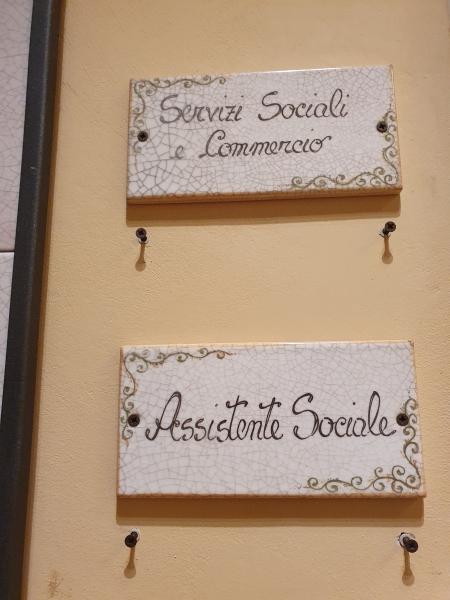 Servizi Sociali
e Commercio
Assistente Sociale